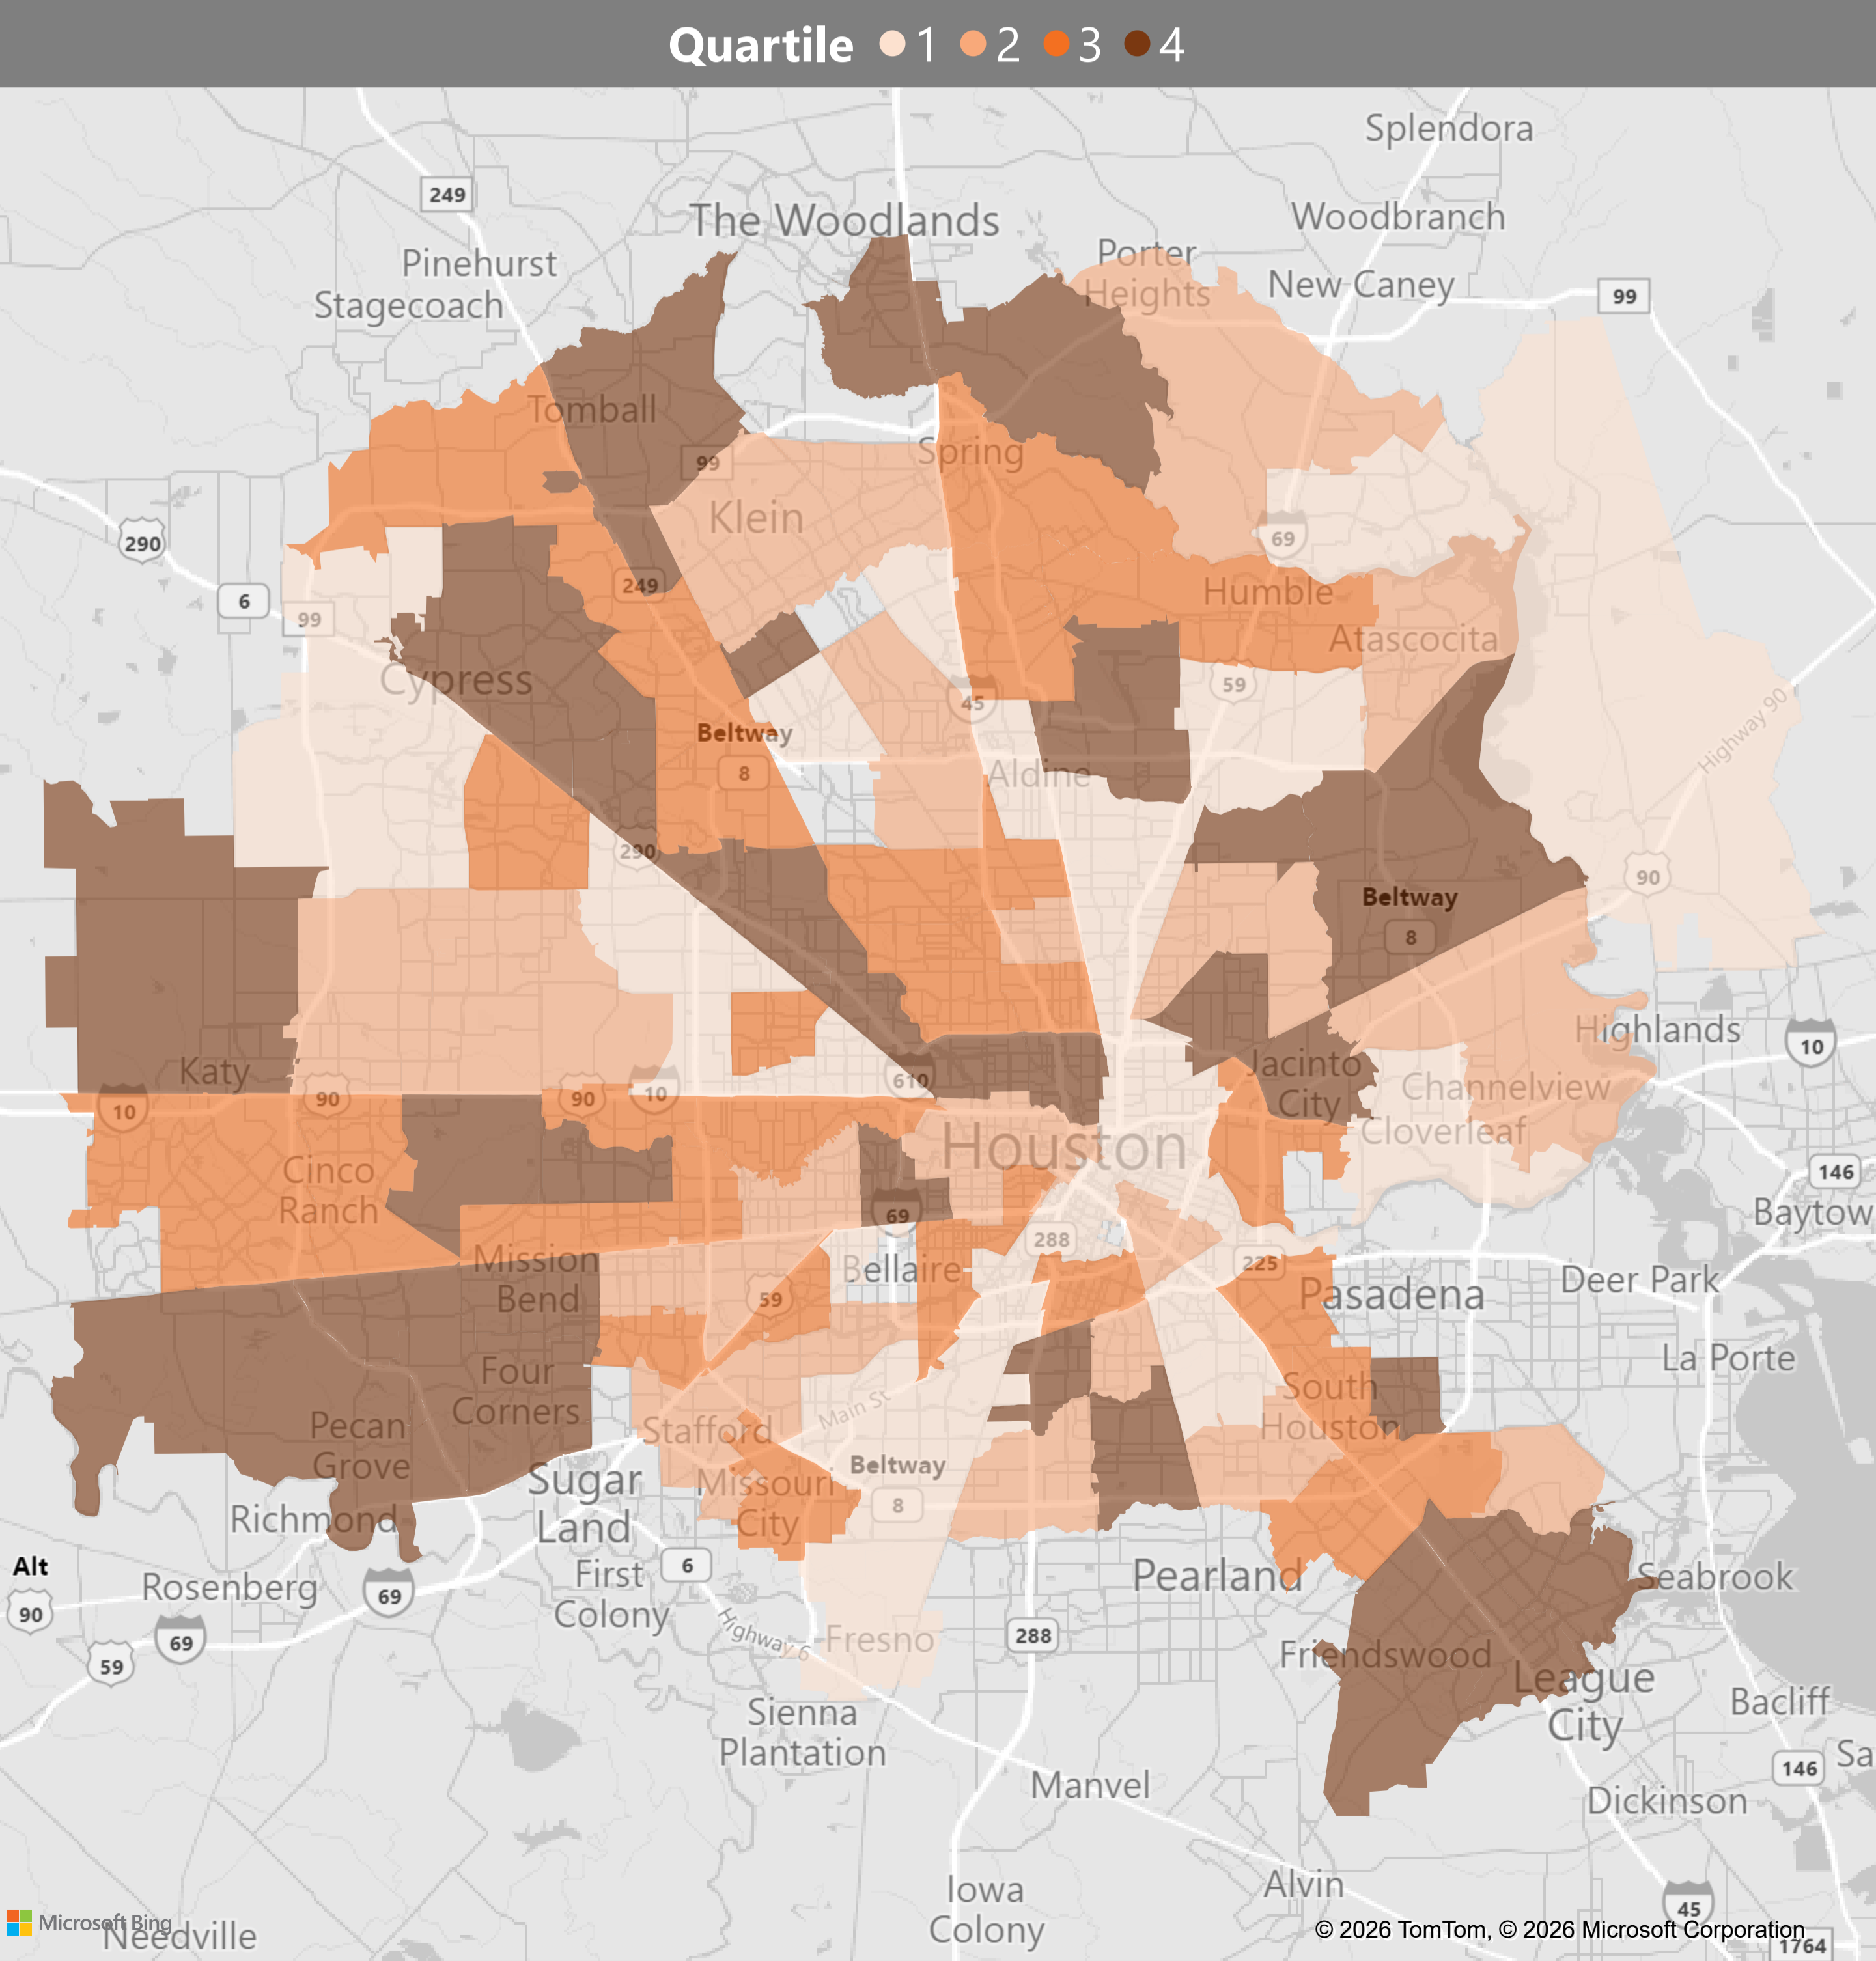 Quartile 1 2 3 4
Splendora
249
The Woodlands
Woodbranch
Pinehurst
Porter
Heights
New Caney
99
Stagecoach
Tomball
Spring
99
Klein
290
69
249
Humble
6
99
Atascocita
Cypress
59
45
Highway 90
Beltway
8
Aldine
290
90
Beltway
8
Highlands
10
Katy
Jacinto
City
610
Channelview
10
90
90
10
Cloverleaf
Houston
146
Cinco
Ranch
69
Baytow
288
Mission
Bend
Bellaire
225
Deer Park
59
Pasadena
La Porte
Four
Corners
South
Houston
Main St
Pecan
Grove
Stafford
Beltway
8
Sugar
Land
Missouri
City
Richmond
Alt
90
Rosenberg
69
First
Colony
6
Pearland
Seabrook
69
59
Highway 6
Fresno
288
Friendswood
League
City
Bacliff
Sienna
Plantation
146
Sa
Manvel
Dickinson
Alvin
Iowa
Colony
45
Microsoft Bing
Needville
© 2026 TomTom, © 2026 Microsoft Corporation
1764